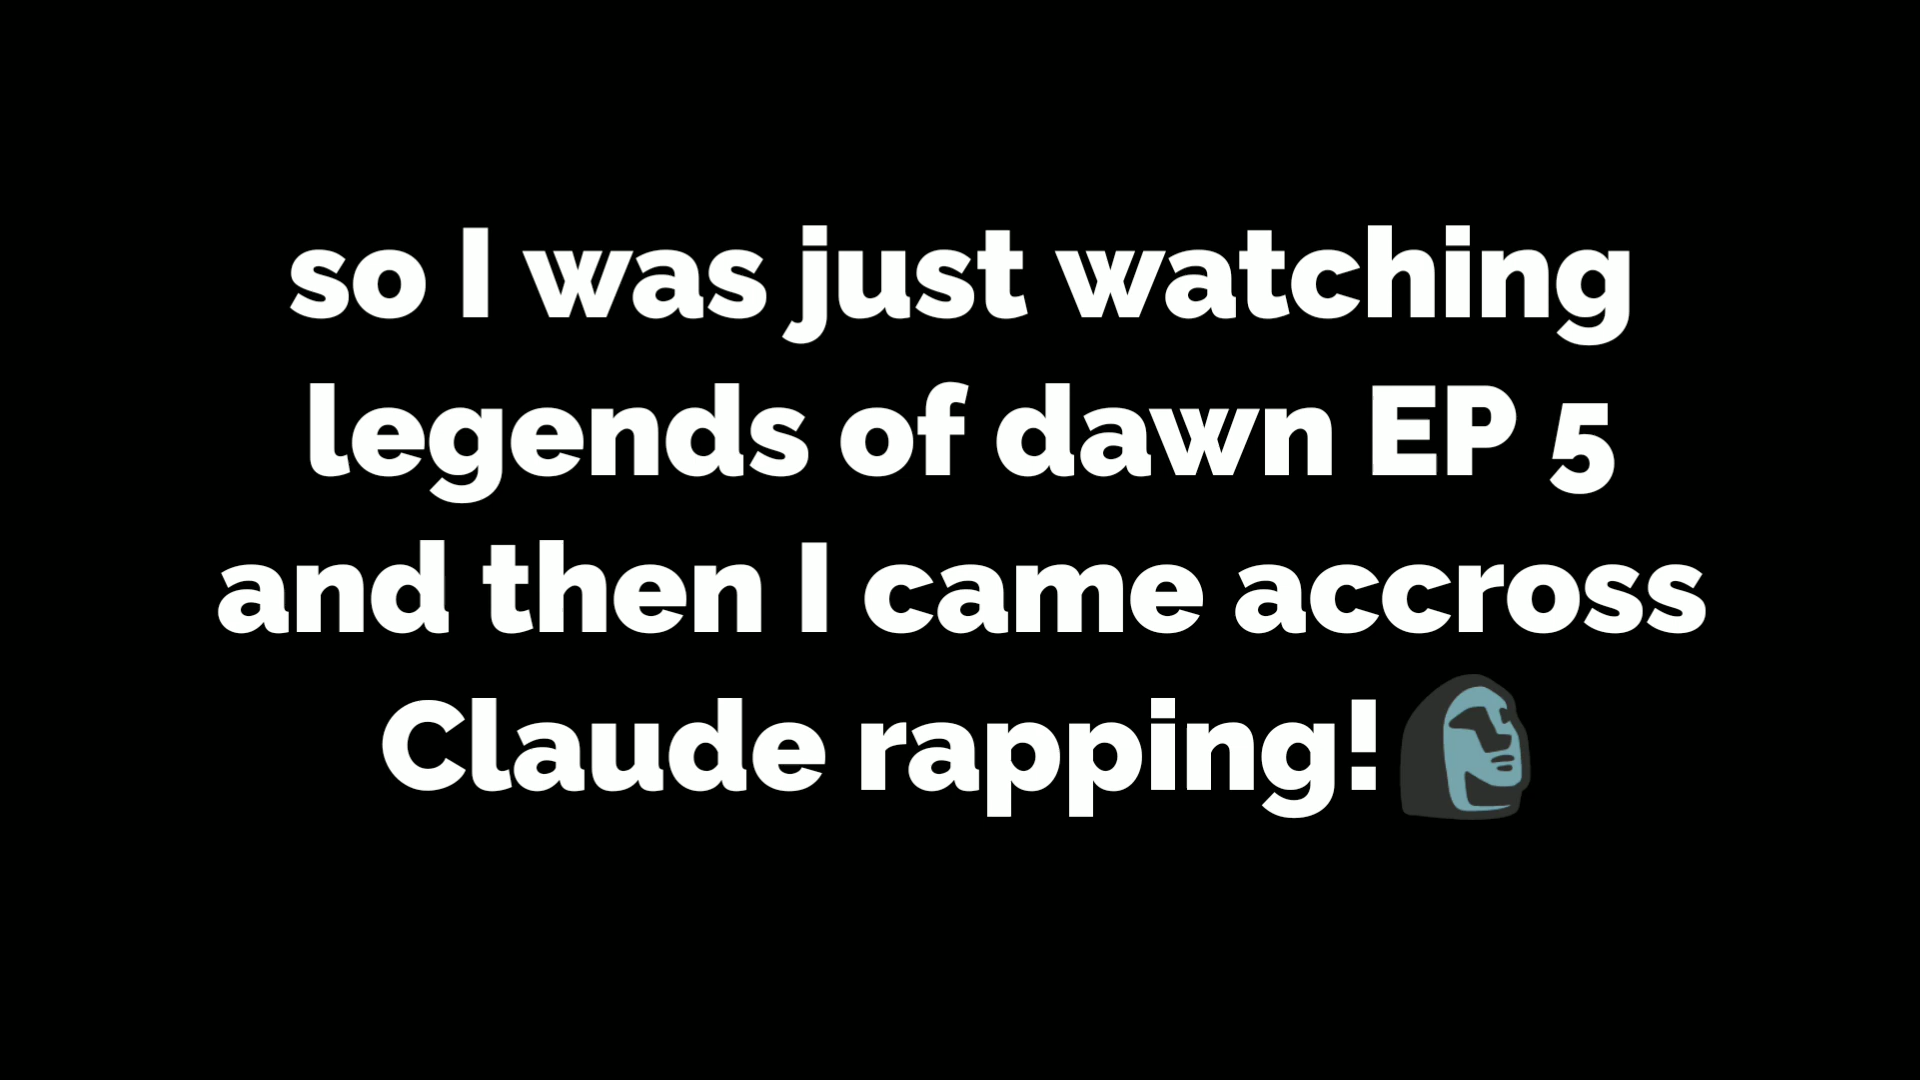 so I was just watching
legends of dawn EP 5
and then I came accross
Claude rapping!🗿